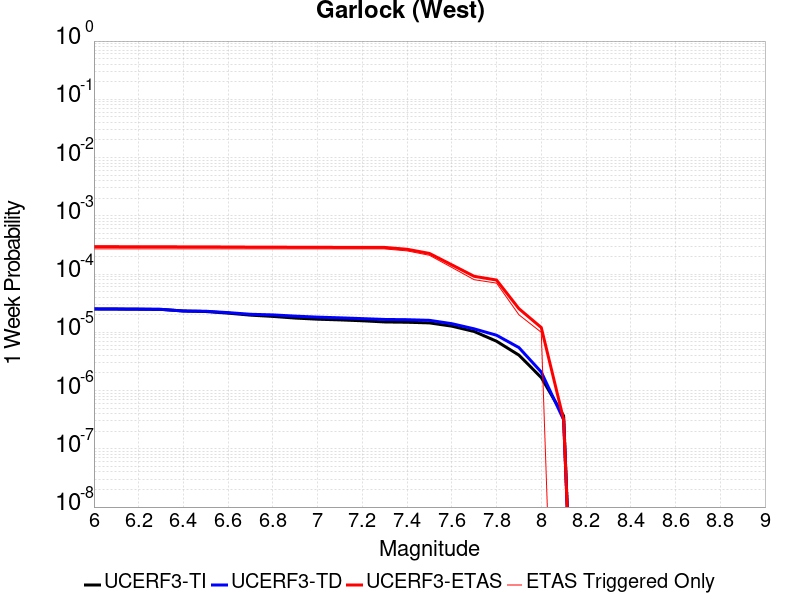 Garlock (West)
10 0
10 -1
10 -2
10 -3
10 -4
10 -5
10 -6
10 -7
10 -8
1 Week Probability
6 6.2 6.4 6.6 6.8 7 7.2 7.4 7.6 7.8 8 8.2 8.4 8.6 8.8 9
Magnitude
UCERF3-TI UCERF3-TD UCERF3-ETAS ETAS Triggered Only